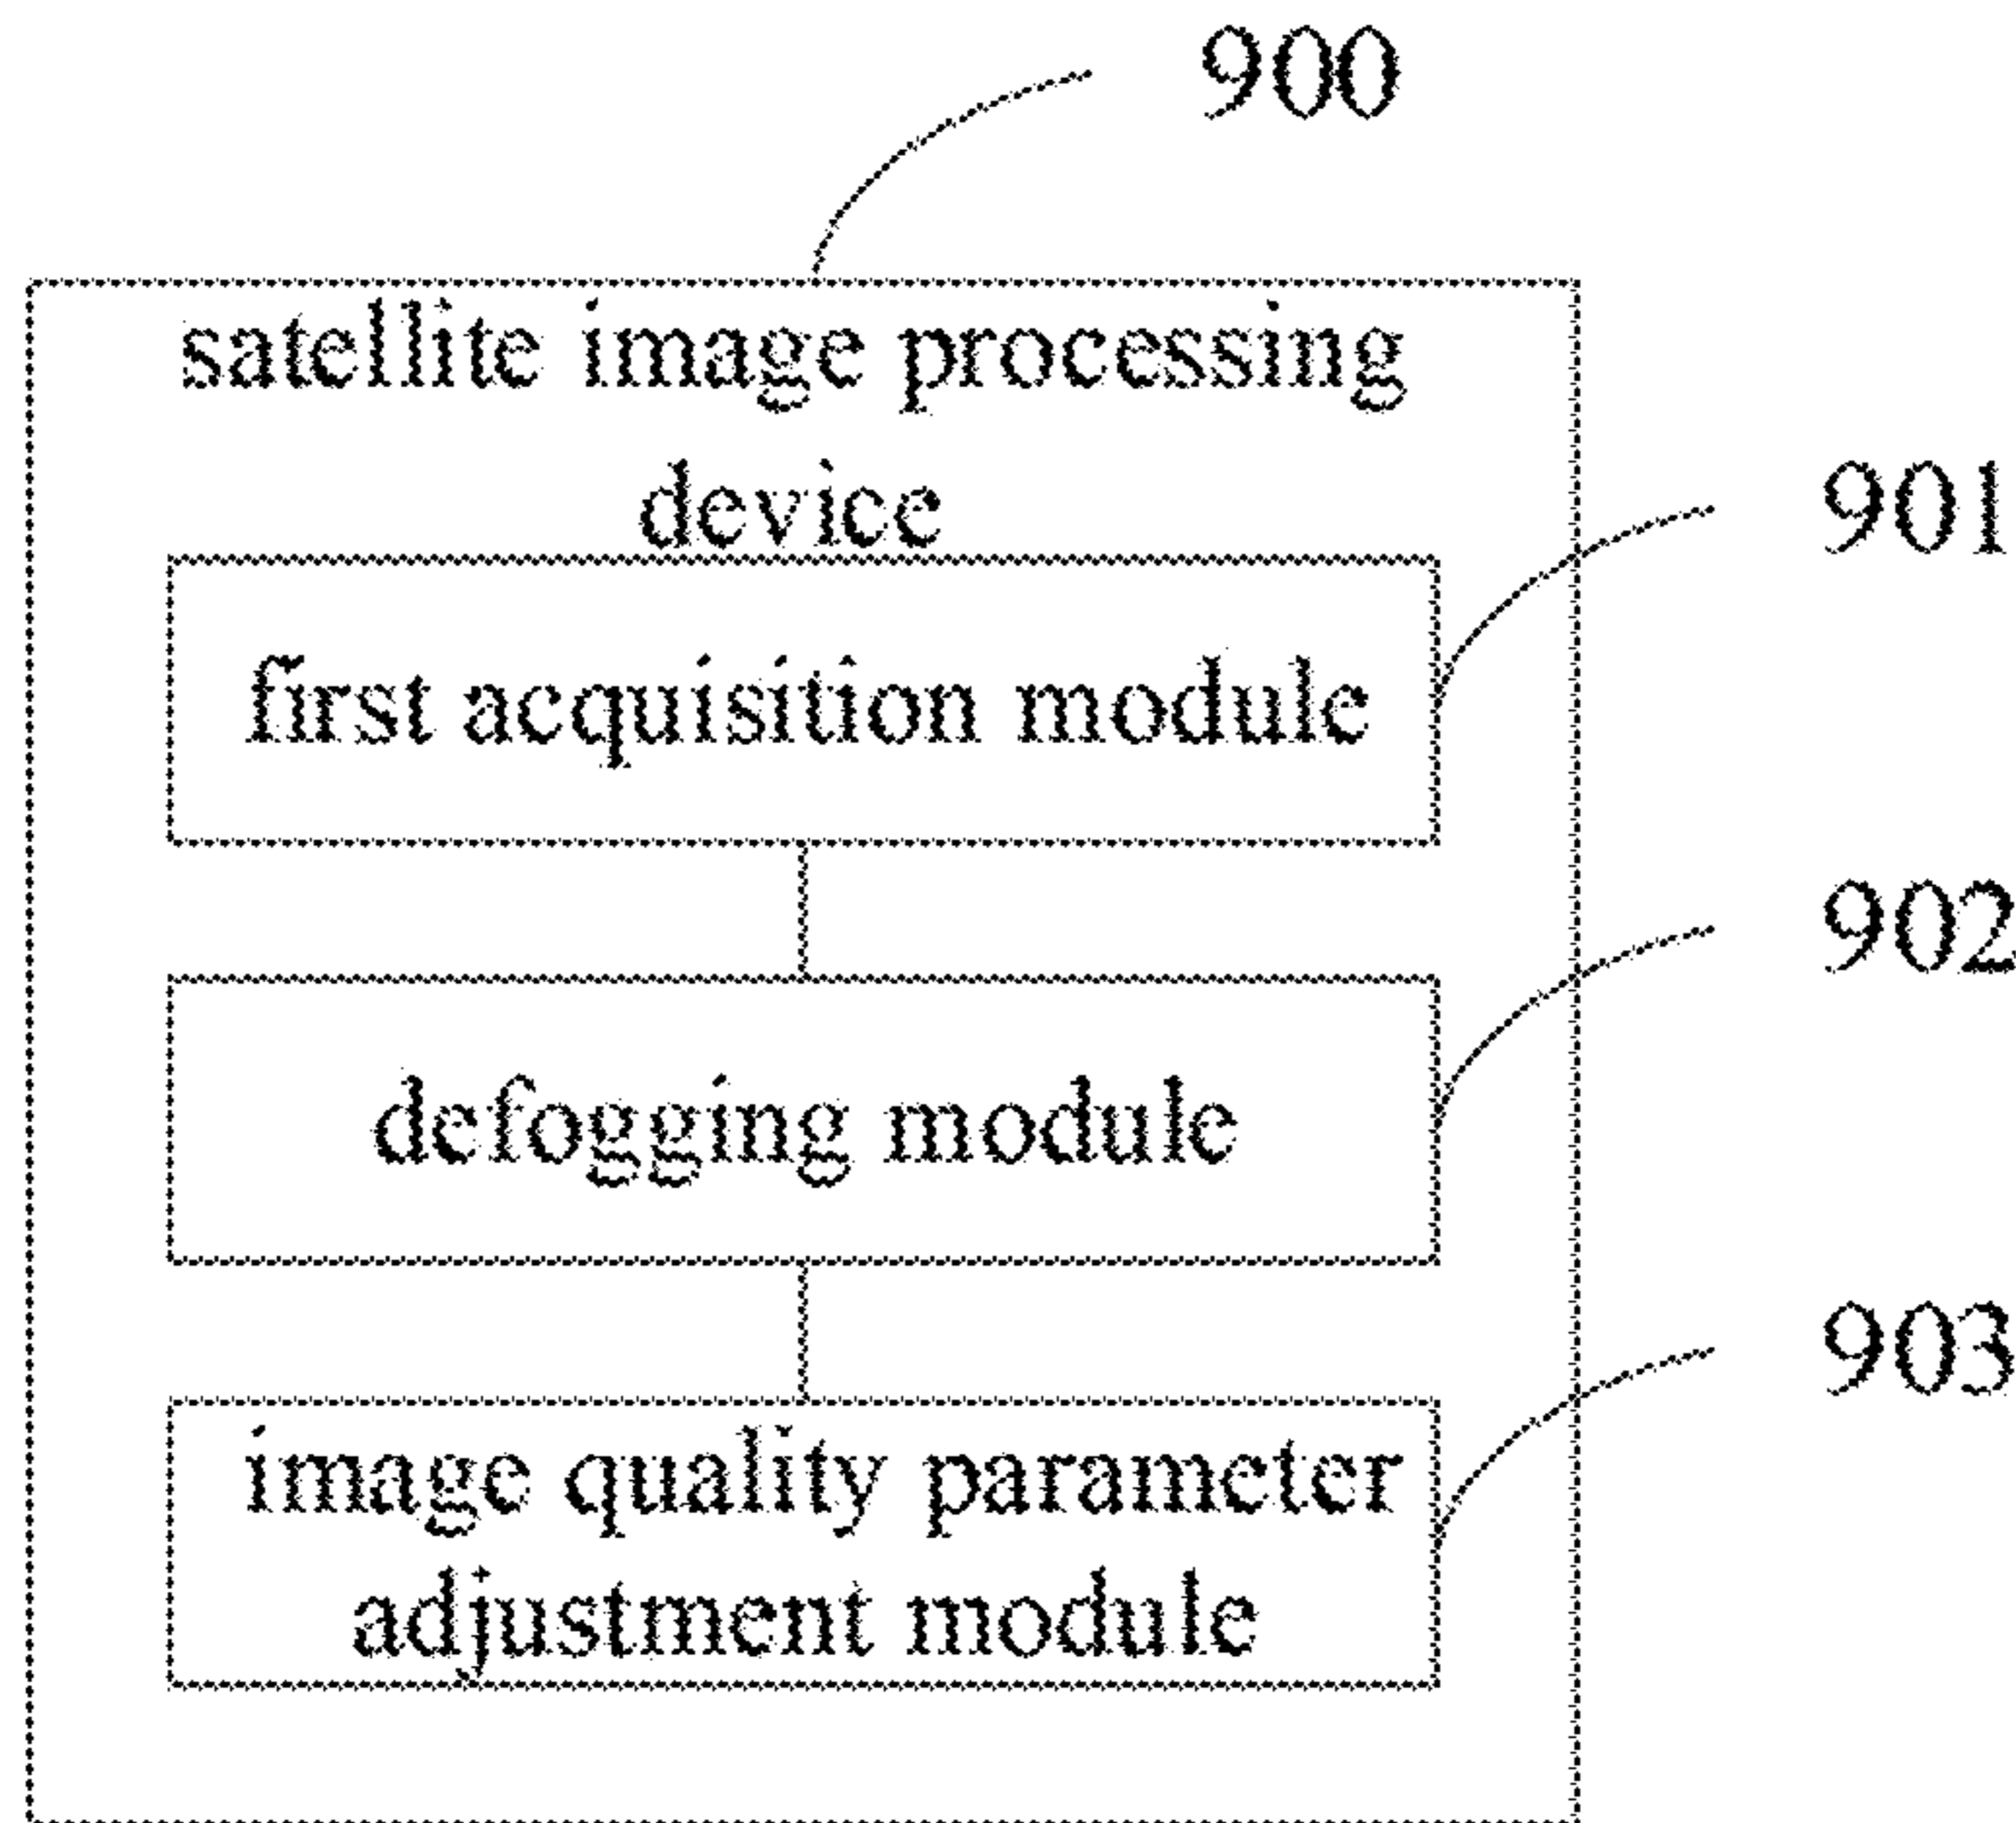 900
satellite image processing
device
901
first acquisition module
902
defogging module
903
image quality parameter
adjustment module